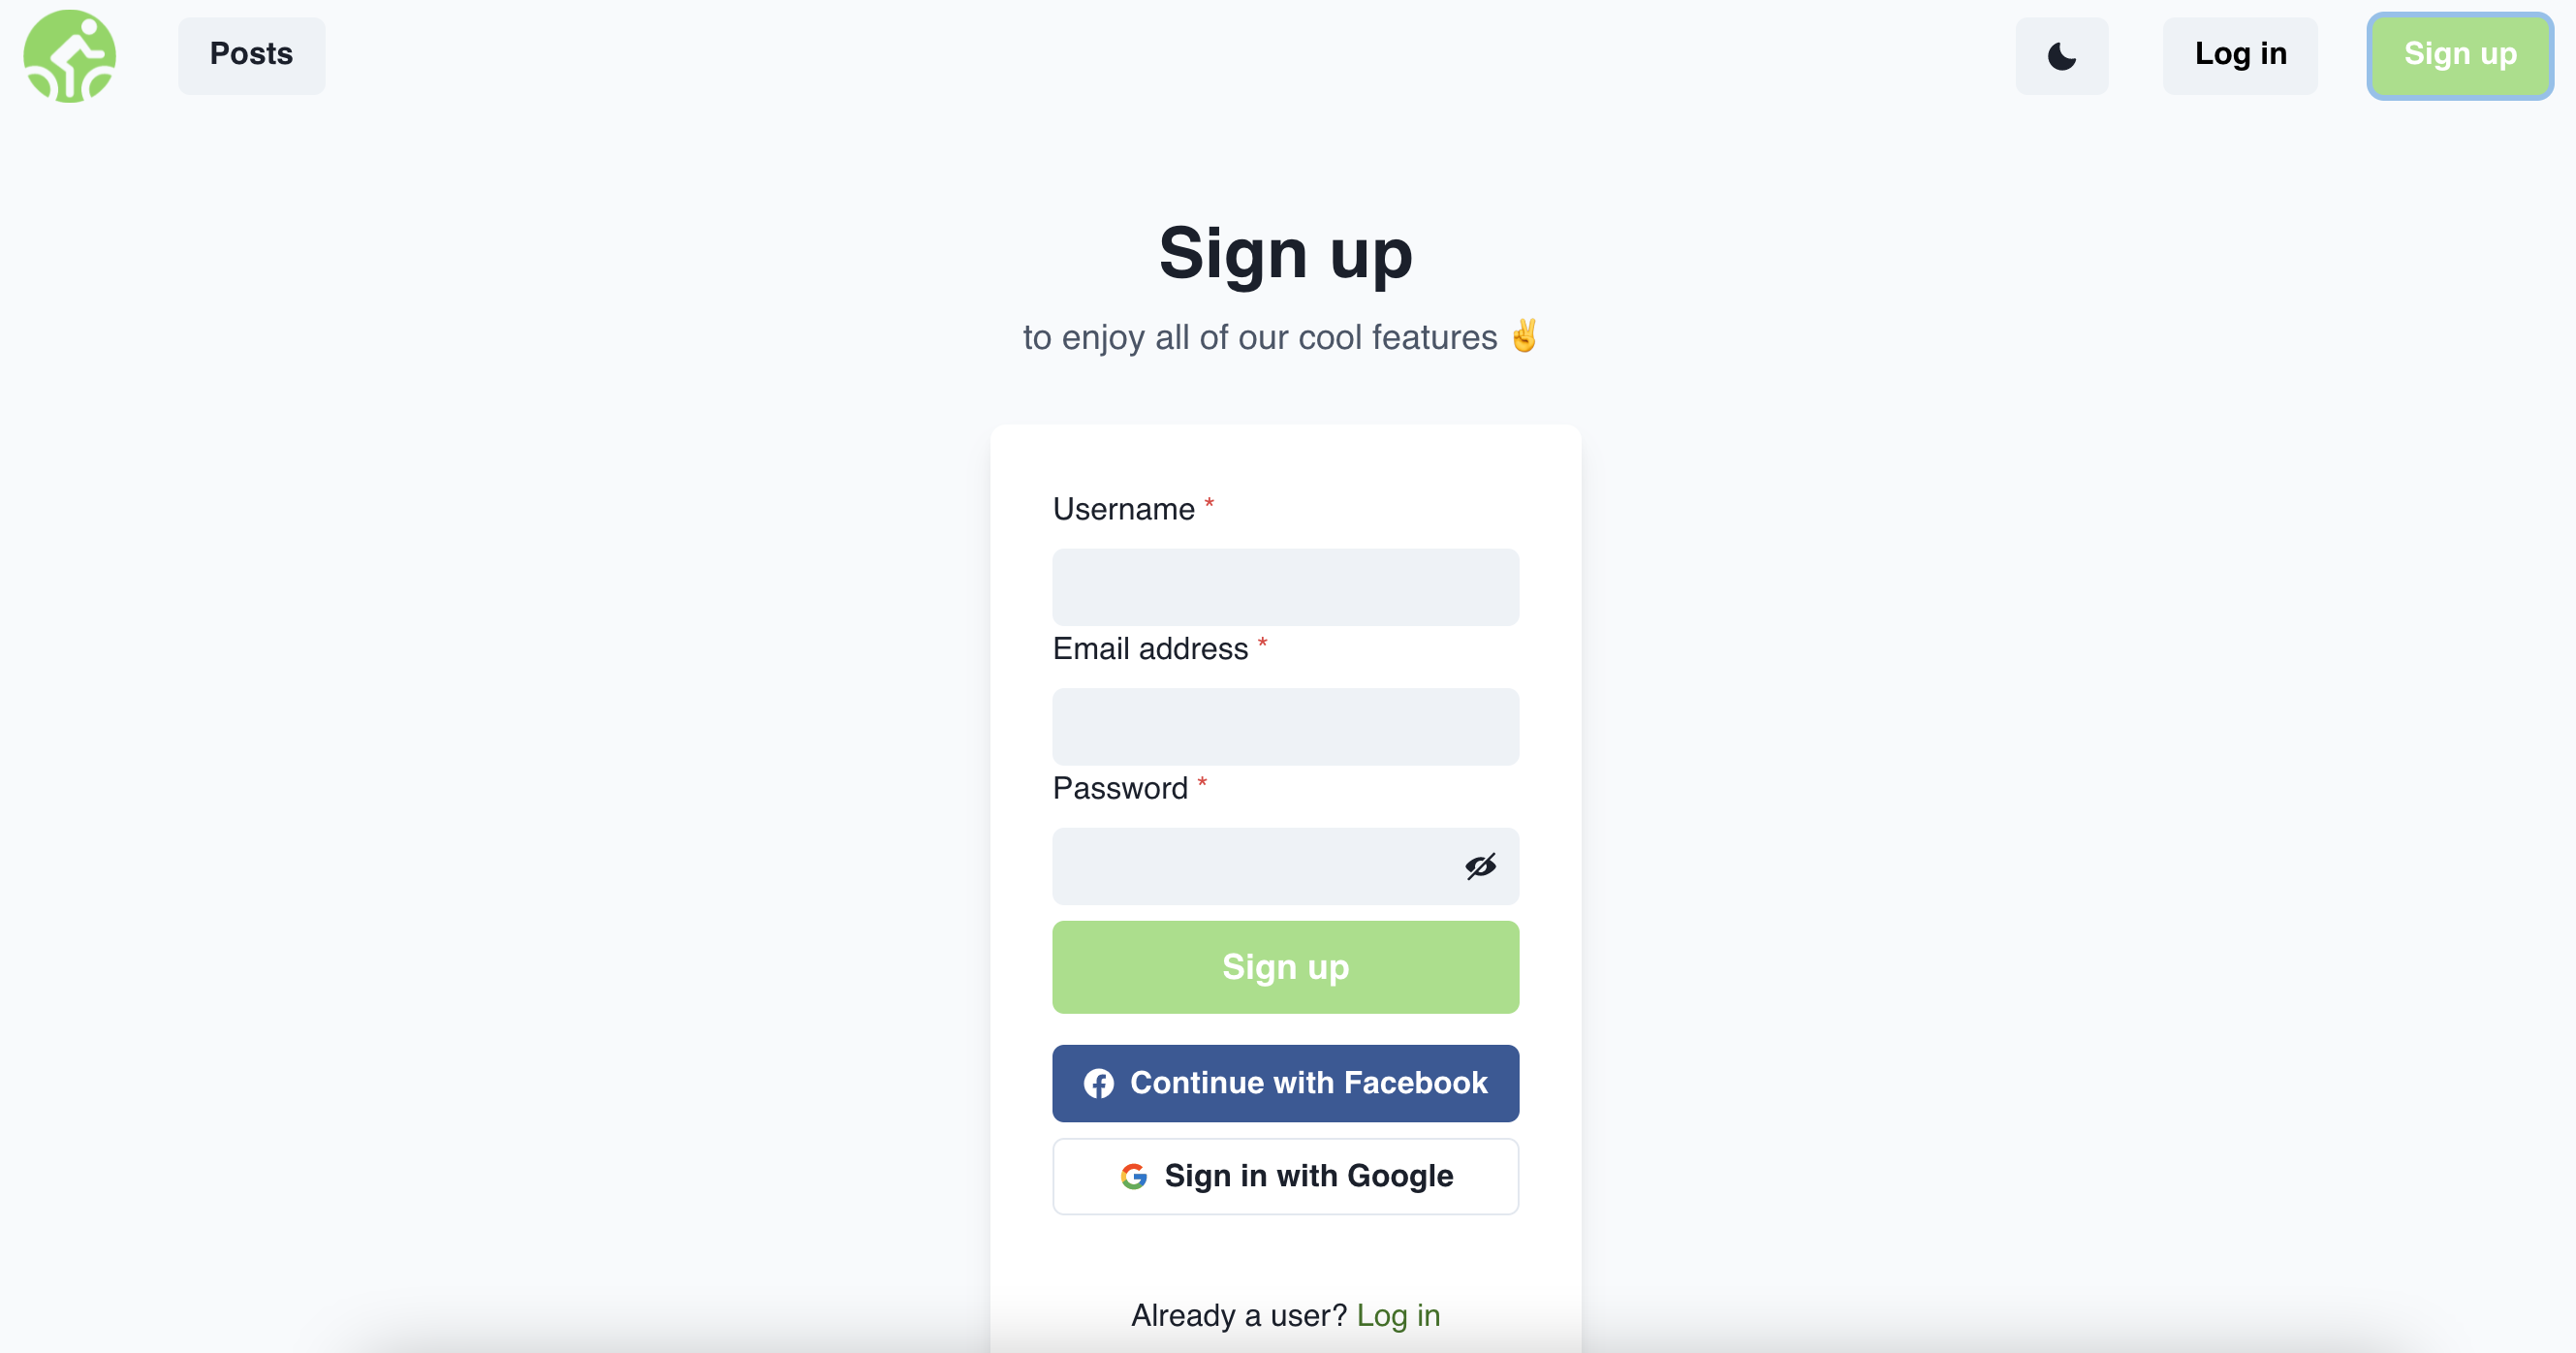 Posts
Log in
Sign up
Sign up
to enjoy all of our cool features ✌️
Username *
Email address *
Password *
Sign up
Continue with Facebook
Sign in with Google
Already a user? Log in